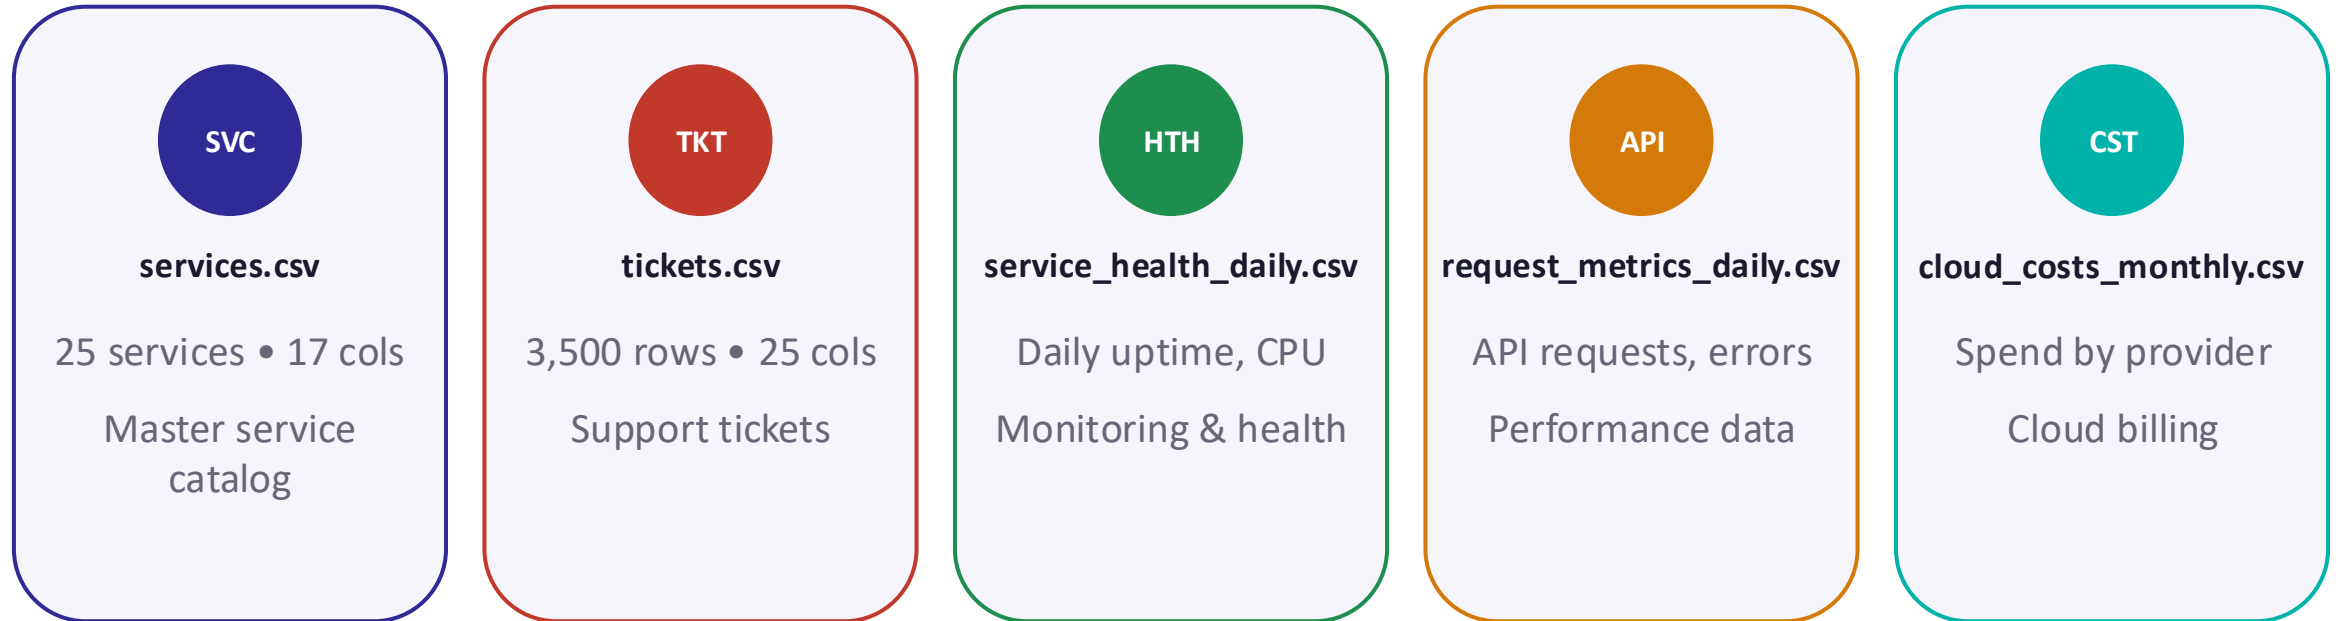 SVC
services.csv
25 services • 17 cols
Master service
catalog
TKT
tickets.csv
3,500 rows • 25 cols
Support tickets
HTH
service_health_daily.csv
Daily uptime, CPU
Monitoring & health
API
request_metrics_daily.csv
API requests, errors
Performance data
CST
cloud_costs_monthly.csv
Spend by provider
Cloud billing